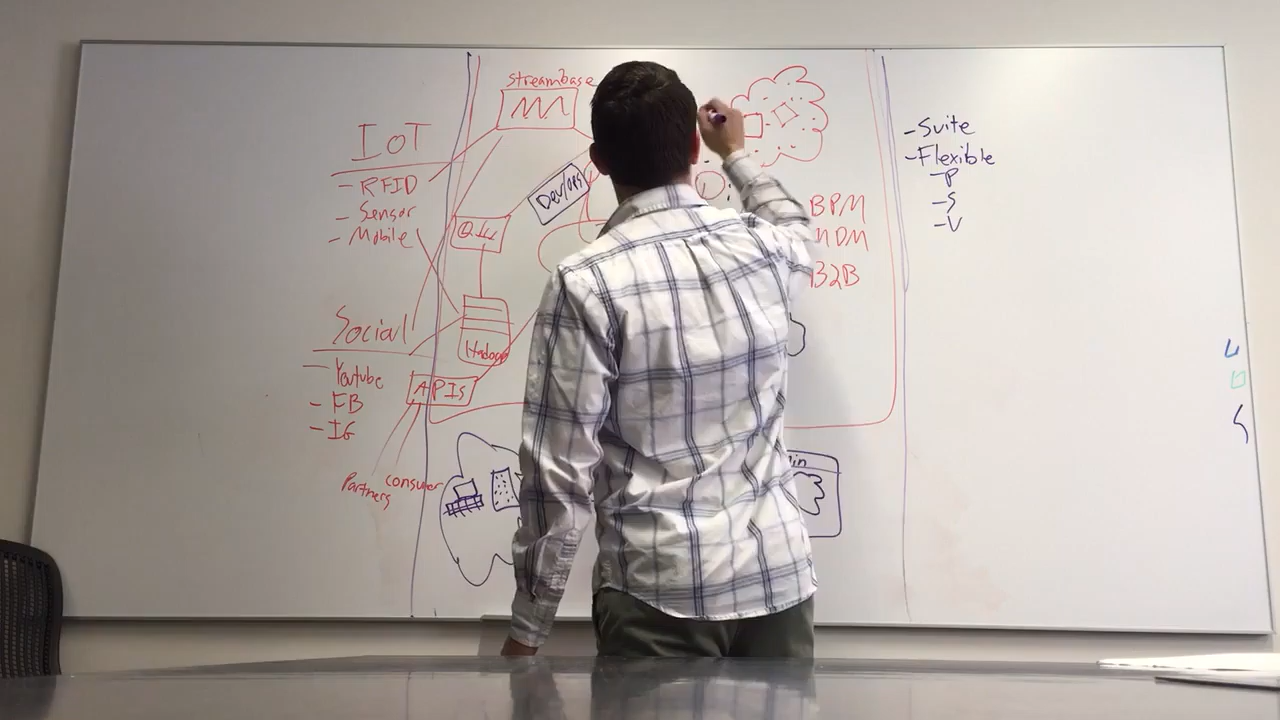 streambase
IoT
- RFID
- Sensor
- Mobile
DevOps
Social
- Youtube
- FB
- IG
Hadoop
APIs
Partners
consumer
BPM
MDM
B2B
- Suite
- Flexible
- P
- S
- V